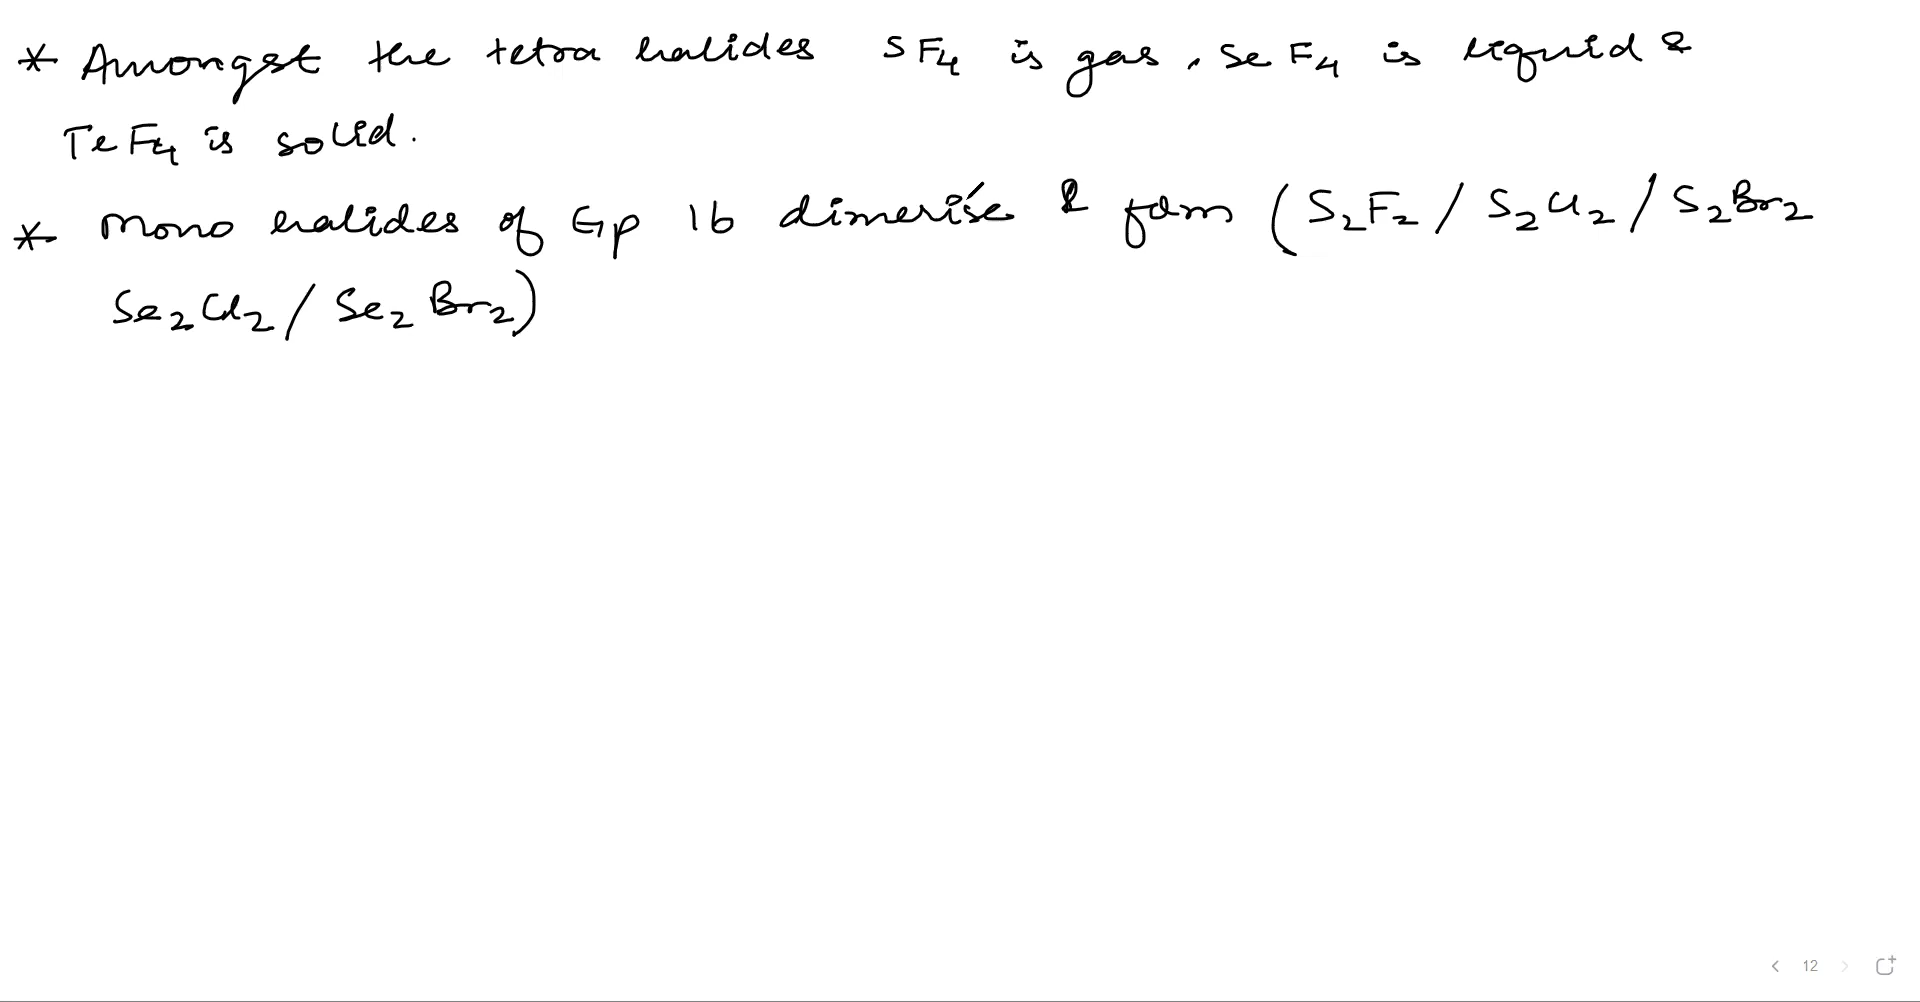 * Amongst the tetra halides SF₄ is gas, SeF₄ is liquid &
TeF₄ is solid.
* Mono halides of Gp 16 dimerise & form (S₂F₂ / S₂Cl₂ / S₂Br₂
Se₂Cl₂ / Se₂Br₂)
12